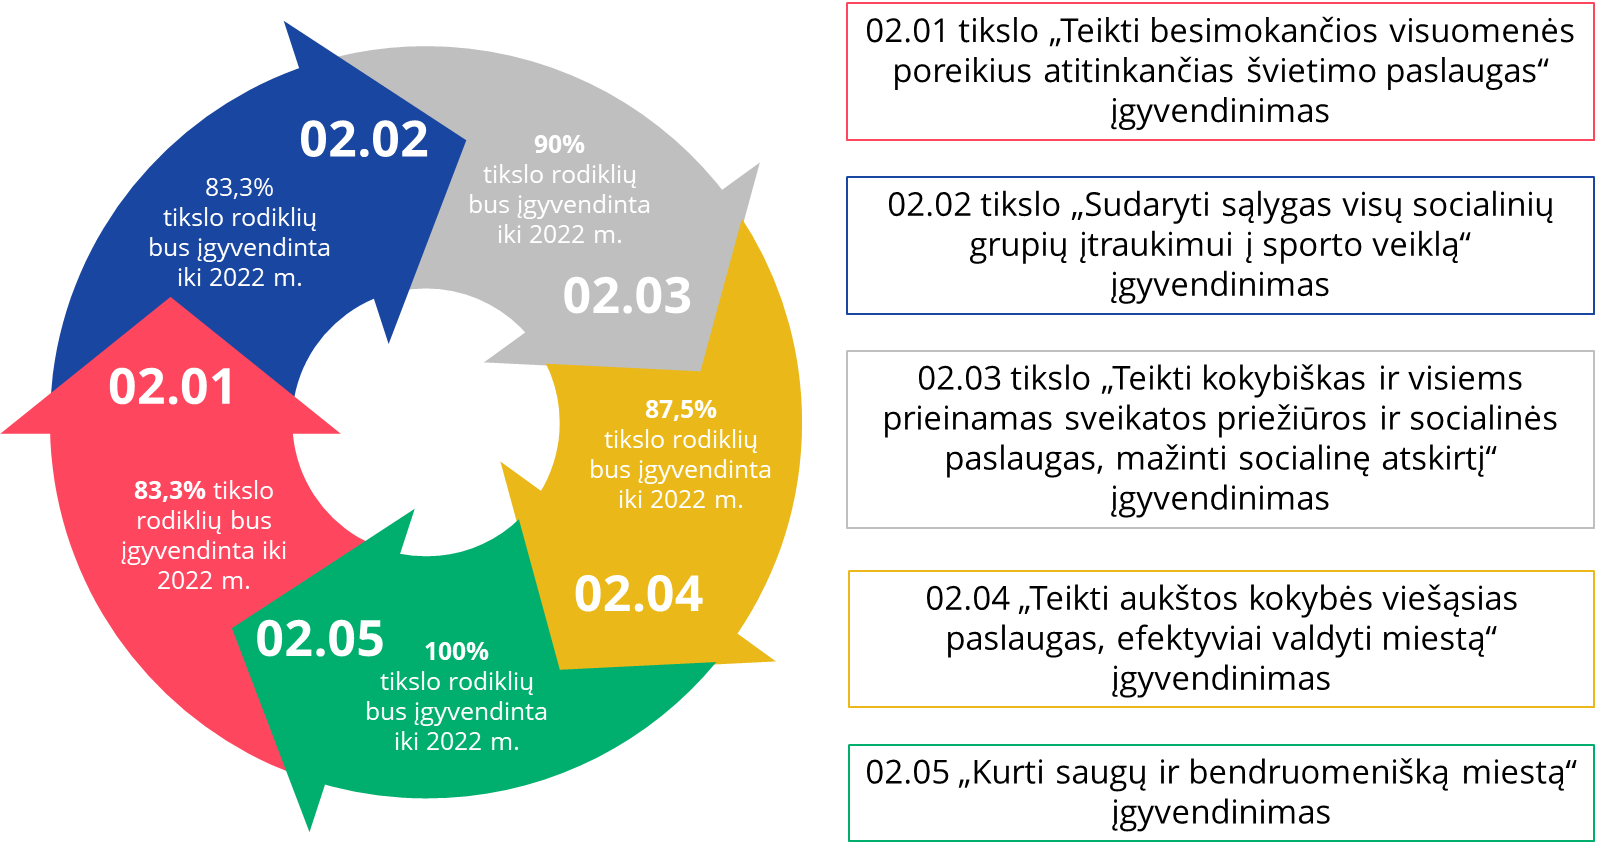 02.02
83,3%
tikslo rodiklių
bus įgyvendinta
iki 2022 m.
90%
tikslo rodiklių
bus įgyvendinta
iki 2022 m.
02.03
02.01
83,3% tikslo
rodiklių bus
įgyvendinta iki
2022 m.
87,5%
tikslo rodiklių
bus įgyvendinta
iki 2022 m.
02.04
02.05
100%
tikslo rodiklių
bus įgyvendinta
iki 2022 m.
02.01 tikslo „Teikti besimokančios visuomenės
poreikius atitinkančias švietimo paslaugas“
įgyvendinimas
02.02 tikslo „Sudaryti sąlygas visų socialinių
grupių įtraukimui į sporto veiklą“
įgyvendinimas
02.03 tikslo „Teikti kokybiškas ir visiems
prieinamas sveikatos priežiūros ir socialinės
paslaugas, mažinti socialinę atskirtį“
įgyvendinimas
02.04 „Teikti aukštos kokybės viešąsias
paslaugas, efektyviai valdyti miestą“
įgyvendinimas
02.05 „Kurti saugų ir bendruomenišką miestą“
įgyvendinimas